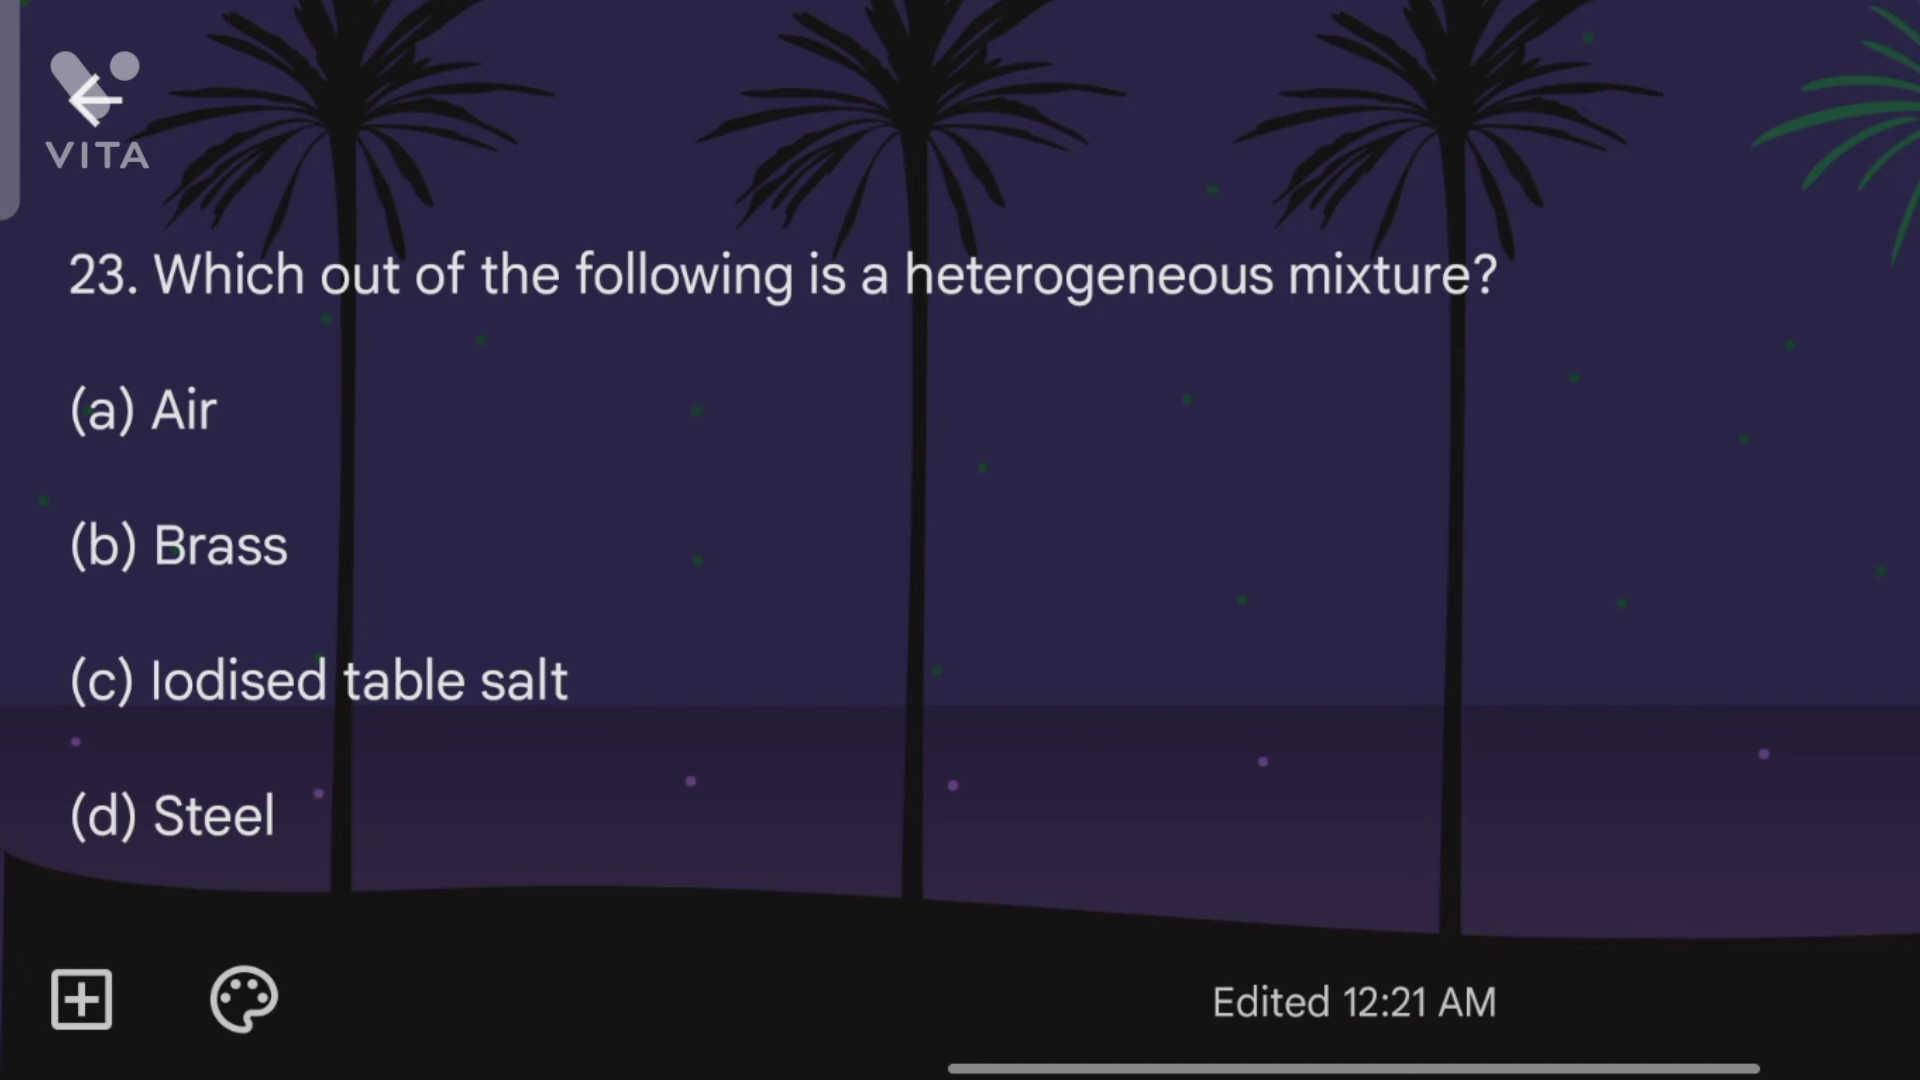 VITA
23. Which out of the following is a heterogeneous mixture?
(a) Air
(b) Brass
(c) Iodised table salt
(d) Steel
Edited 12:21 AM